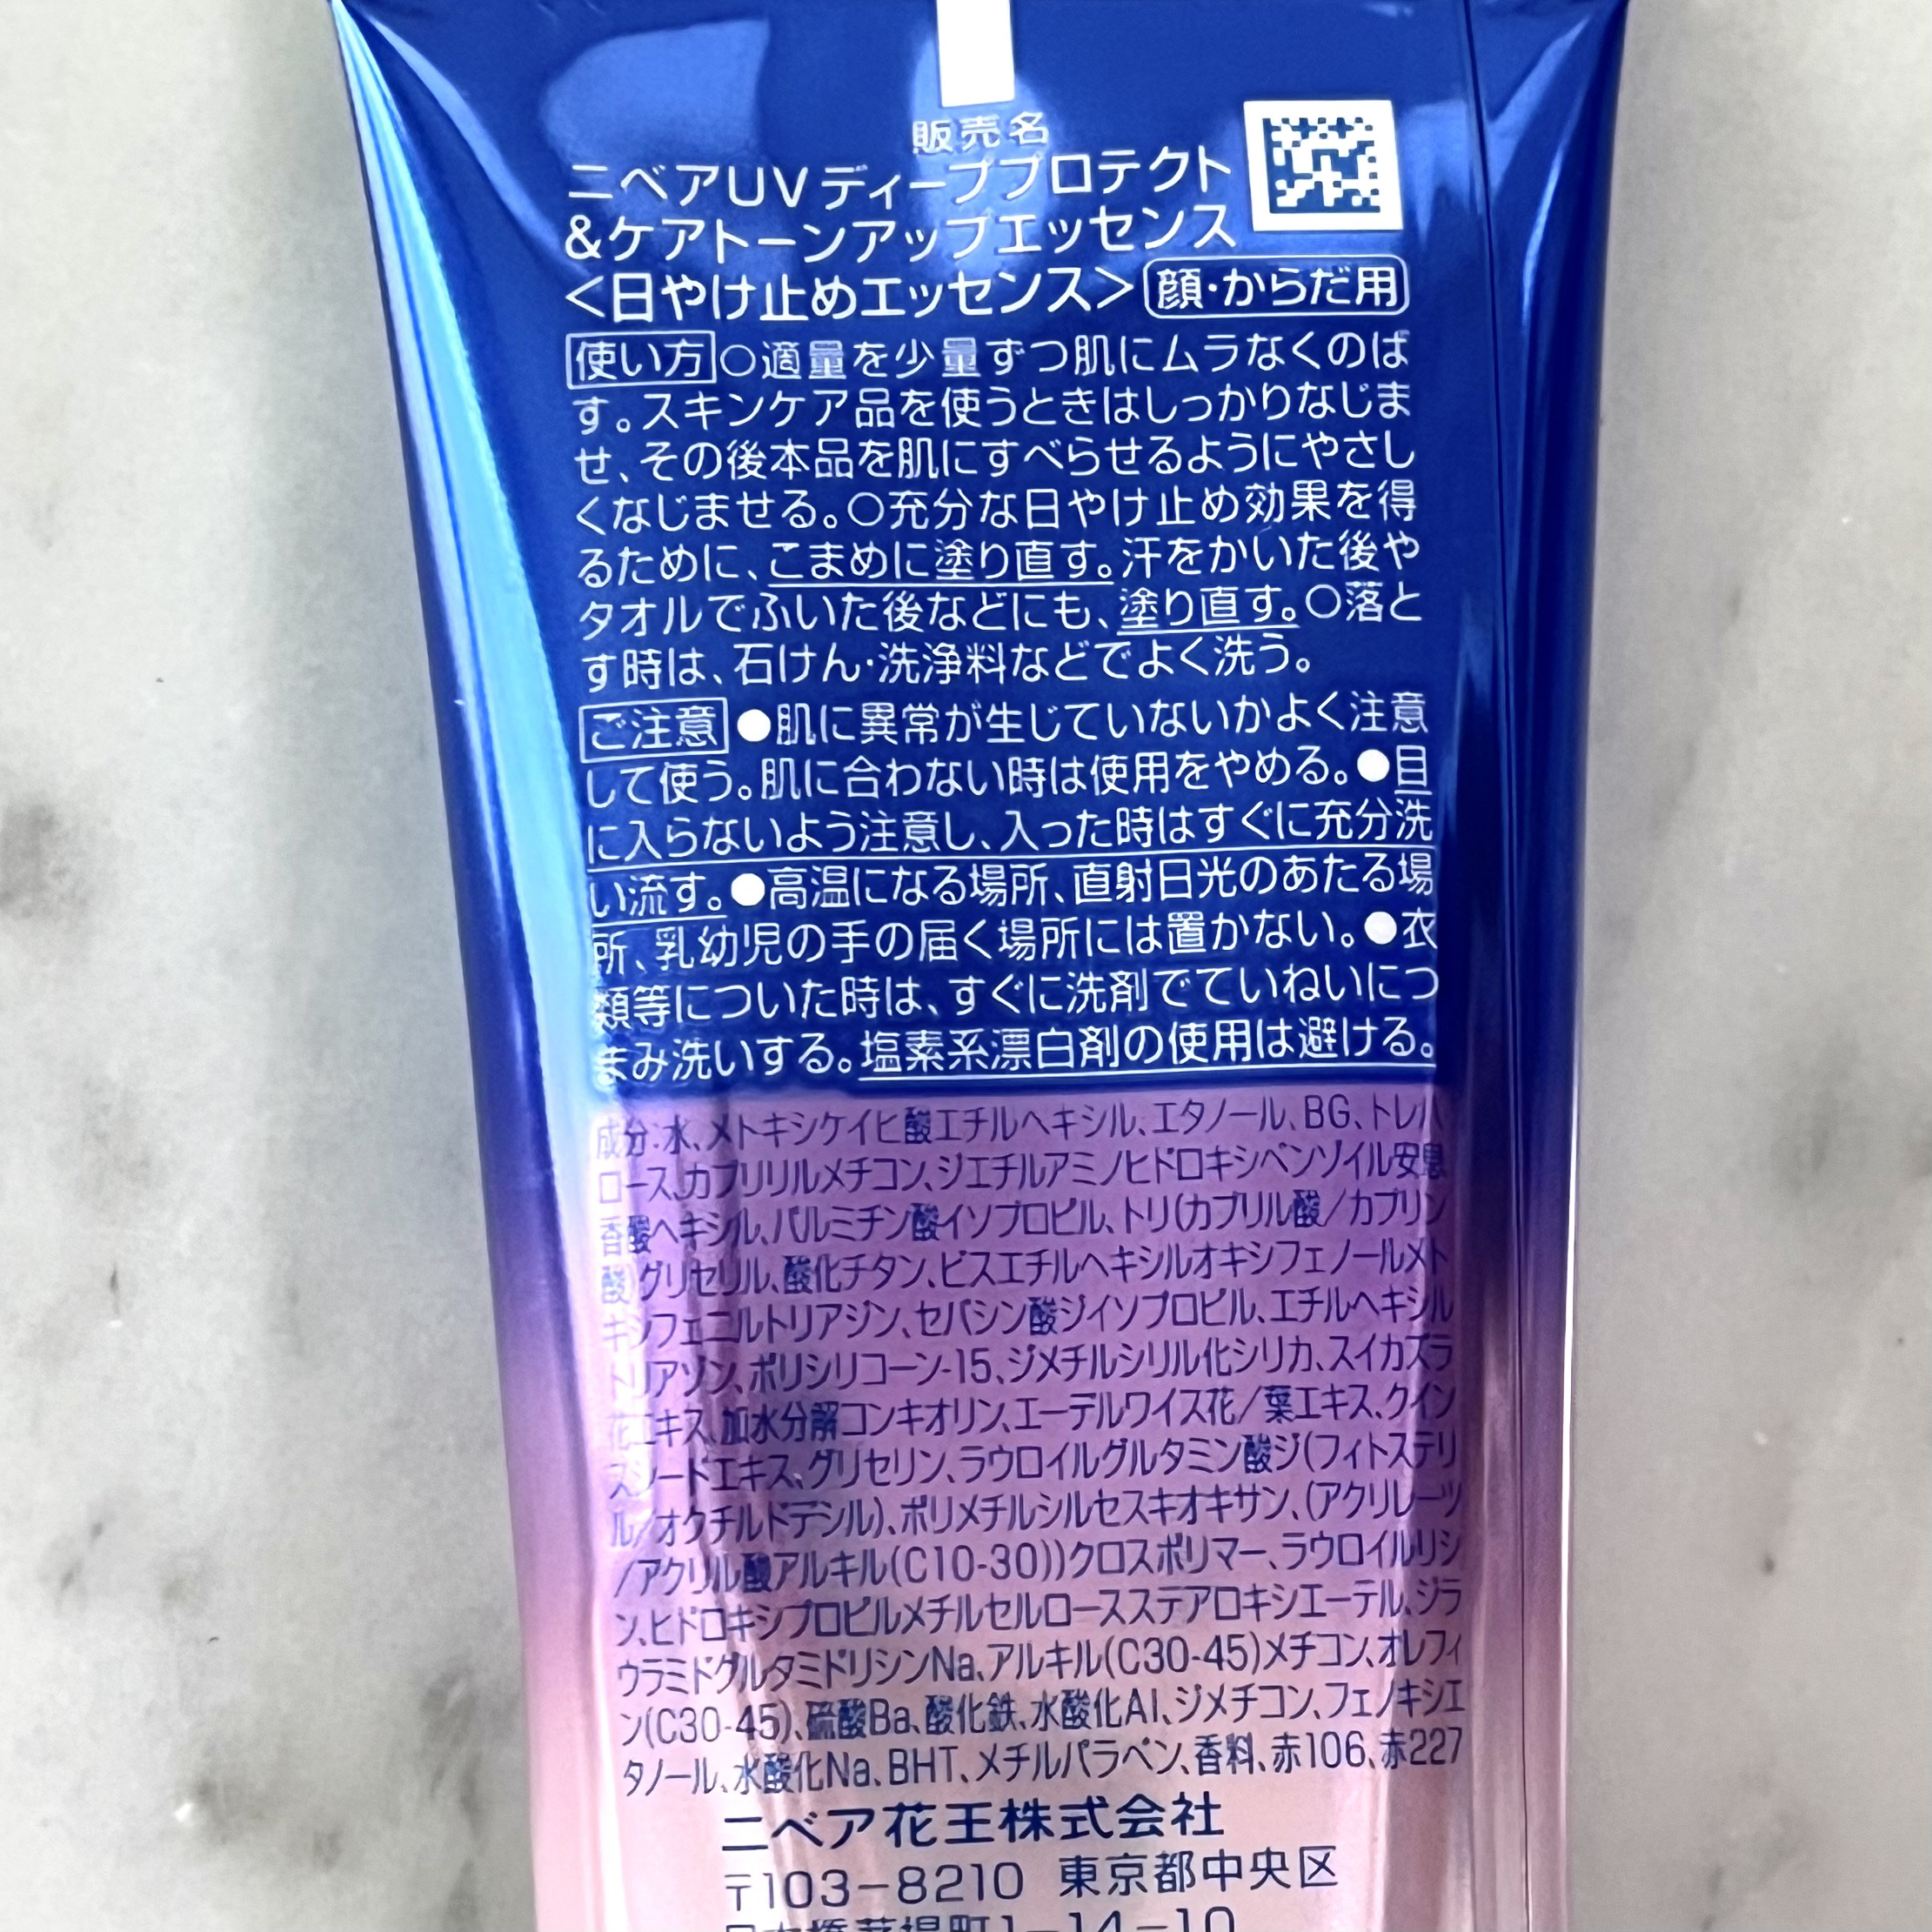 販売名
ニベアUVディーププロテクト
&ケアトーンアップエッセンス
<日やけ止めエッセンス> 顔・からだ用
使い方 ○適量を少量ずつ肌にムラなくのば
す。スキンケア品を使うときはしっかりなじま
せ、その後本品を肌にすべらせるようにやさし
くなじませる。○充分な日やけ止め効果を得
るために、こまめに塗り直す。汗をかいた後や
タオルでふいた後などにも、塗り直す。○落と
す時は、石けん・洗浄料などでよく洗う。
ご注意 ●肌に異常が生じていないかよく注意
して使う。肌に合わない時は使用をやめる。●目
に入らないよう注意し、入った時はすぐに充分洗
い流す。●高温になる場所、直射日光のあたる場
所、乳幼児の手の届く場所には置かない。●衣
類等についた時は、すぐに洗剤でていねいにつ
まみ洗いする。塩素系漂白剤の使用は避ける。
成分:水、メトキシケイヒ酸エチルヘキシル、エタノール、BG、トレハ
ロース、カプリリルメチコン、ジエチルアミノヒドロキシベンゾイル安息
香酸ヘキシル、パルミチン酸イソプロピル、トリ(カプリル酸/カプリン
酸)グリセリル、酸化チタン、ビスエチルヘキシルオキシフェノールメト
キシフェニルトリアジン、セバシン酸ジイソプロピル、エチルヘキシル
トリアゾン、ポリシリコーン-15、ジメチルシリル化シリカ、スイカズラ
花エキス、加水分解コンキオリン、エーデルワイス花/葉エキス、クイン
スシードエキス、グリセリン、ラウロイルグルタミン酸ジ(フィトステリ
ル/オクチルドデシル)、ポリメチルシルセスキオキサン、(アクリレーツ
/アクリル酸アルキル(C10-30))クロスポリマー、ラウロイルリシ
ン、ヒドロキシプロピルメチルセルロースステアロキシエーテル、ジラ
ウラミドグルタミドリシンNa、アルキル(C30-45)メチコン、オレフィ
ン(C30-45)、硫酸Ba、酸化鉄、水酸化Al、ジメチコン、フェノキシエ
タノール、水酸化Na、BHT、メチルパラベン、香料、赤106、赤227
ニベア花王株式会社
〒103-8210 東京都中央区
日本橋茅場町1-14-10